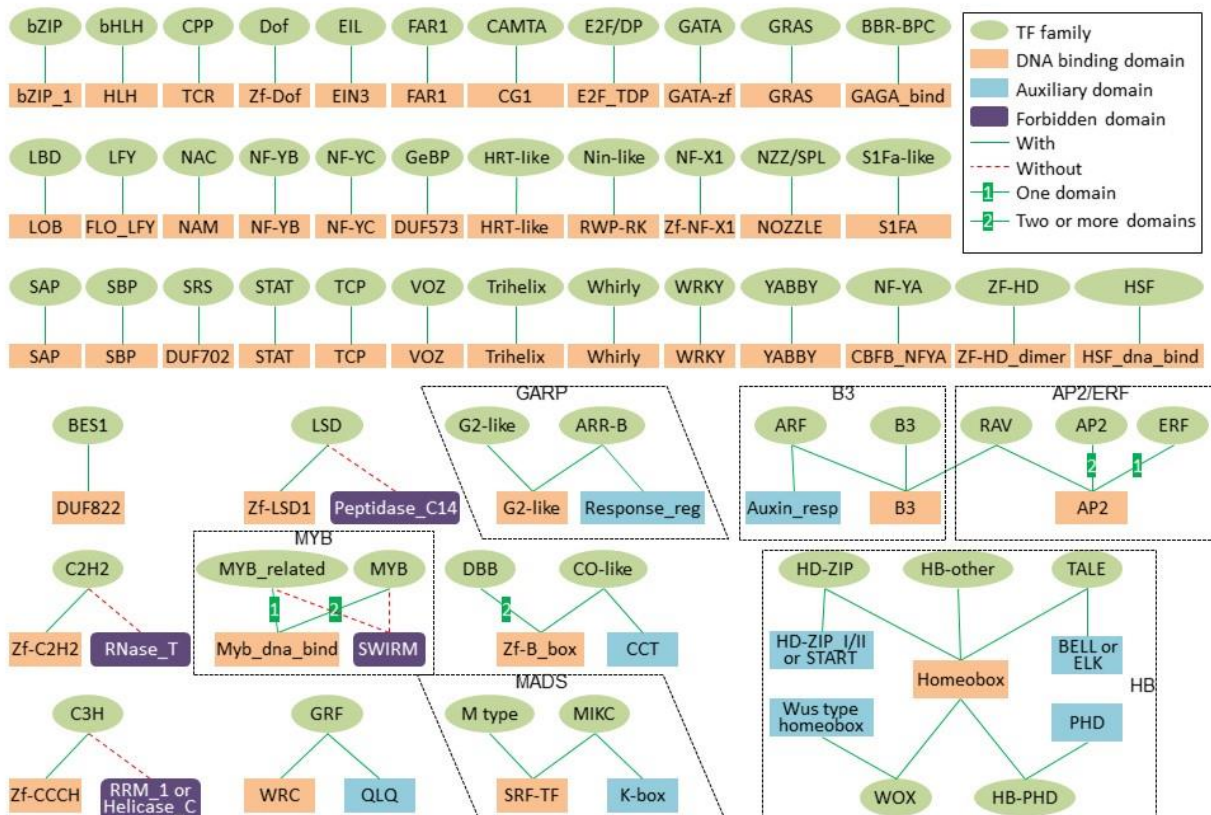 bZIP bHLH CPP Dof EIL FAR1 CAMTA E2F/DP GATA GRAS BBR-BPC
bZIP_1 HLH TCR Zf-Dof EIN3 FAR1 CG1 E2F_TDP GATA-zf GRAS GAGA_bind
TF family
DNA binding domain
Auxiliary domain
Forbidden domain
With
Without
1 One domain
2 Two or more domains
LBD LFY NAC NF-YB NF-YC GeBP HRT-like Nin-like NF-X1 NZZ/SPL S1Fa-like
LOB FLO_LFY NAM NF-YB NF-YC DUF573 HRT-like RWP-RK Zf-NF-X1 NOZZLE S1FA
SAP SBP SRS STAT TCP VOZ Trihelix Whirly WRKY YABBY NF-YA ZF-HD HSF
SAP SBP DUF702 STAT TCP VOZ Trihelix Whirly WRKY YABBY CBFB_NFYA ZF-HD_dimer HSF_dna_bind
BES1
DUF822
LSD
Zf-LSD1 Peptidase_C14
GARP
G2-like ARR-B
G2-like Response_reg
B3
ARF B3
Auxin_resp B3
AP2/ERF
RAV AP2 ERF
2 1
AP2
C2H2
Zf-C2H2 RNase_T
MYB
MYB_related MYB
1 2
Myb_dna_bind SWIRM
DBB CO-like
2
Zf-B_box CCT
HD-ZIP HB-other TALE
HD-ZIP_I/II
or START
BELL or
ELK
Homeobox
HB
Wus type
homeobox
PHD
WOX HB-PHD
C3H
Zf-CCCH
RRM_1 or
Helicase_C
GRF
WRC QLQ
MADS
M type MIKC
SRF-TF K-box